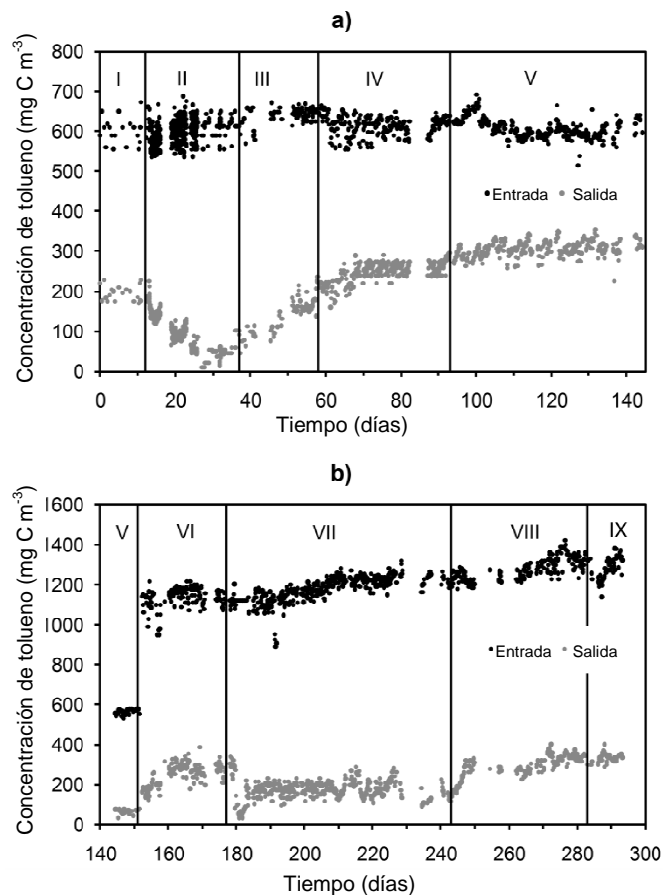 a)
Concentración de tolueno (mg C m-3)
800
700
600
500
400
300
200
100
0
I
II
III
IV
V
Entrada
Salida
0
20
40
60
80
100
120
140
Tiempo (días)
b)
Concentración de tolueno (mg C m-3)
1600
1400
1200
1000
800
600
400
200
0
V
VI
VII
VIII
IX
Entrada
Salida
140
160
180
200
220
240
260
280
300
Tiempo (días)